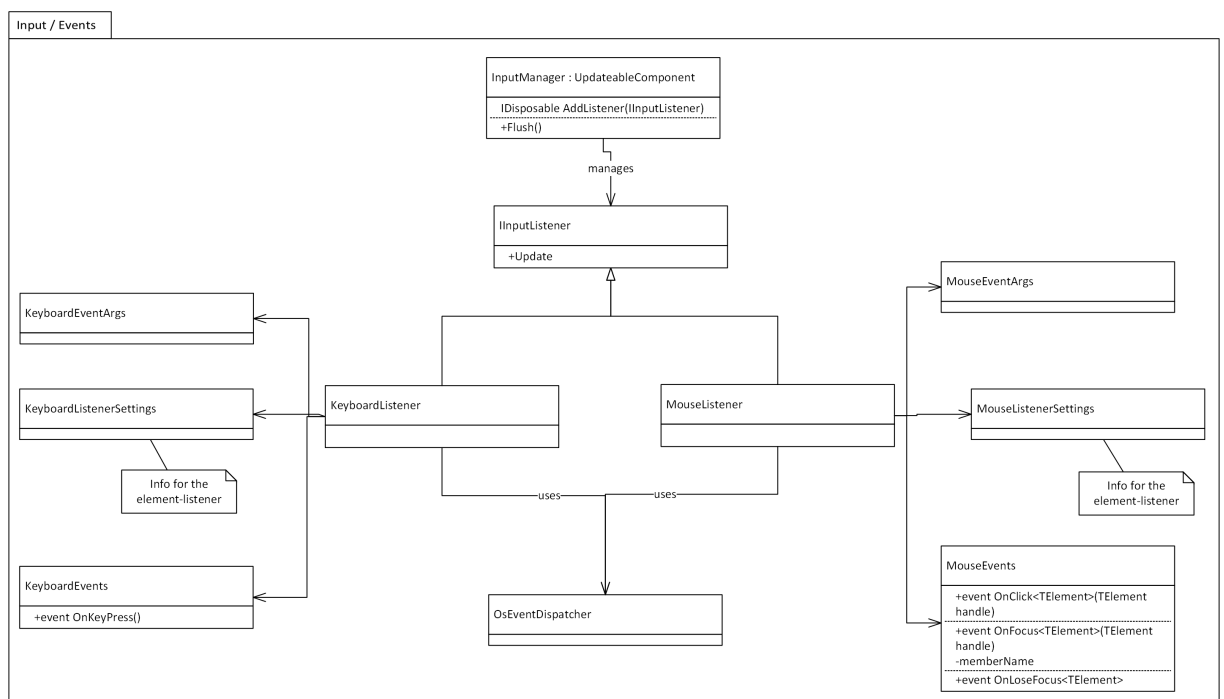 Input / Events
InputManager : UpdateableComponent
IDisposable AddListener(IInputListener)
+Flush()
manages
IInputListener
+Update
KeyboardEventArgs
MouseEventArgs
KeyboardListenerSettings
KeyboardListener
MouseListener
MouseListenerSettings
Info for the
element-listener
Info for the
element-listener
uses
uses
KeyboardEvents
+event OnKeyPress()
OsEventDispatcher
MouseEvents
+event OnClick<TElement>(TElement
handle)
+event OnFocus<TElement>(TElement
handle)
-memberName
+event OnLoseFocus<TElement>